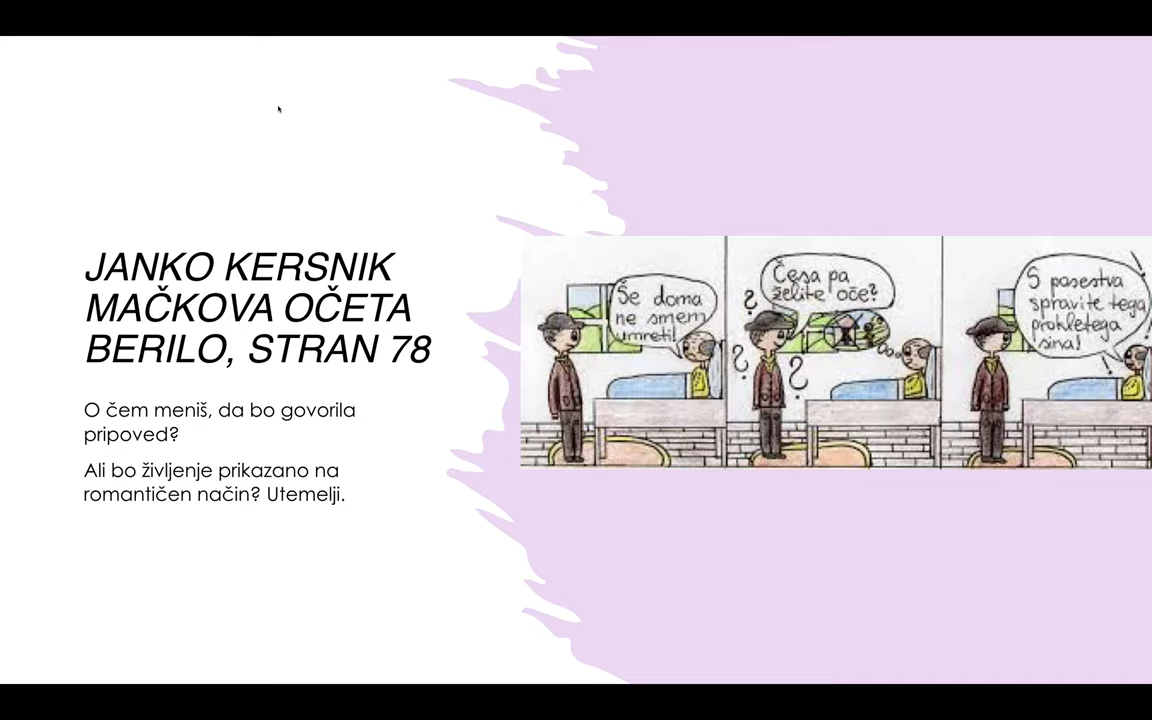 JANKO KERSNIK
MAČKOVA OČETA
BERILO, STRAN 78
O čem meniš, da bo govorila
pripoved?
Ali bo življenje prikazano na
romantičen način? Utemelji.
Še doma
ne smem
umreti!
Česa pa
želite oče?
? ? ?
S posestva
spravite tega
prokletega
sina!